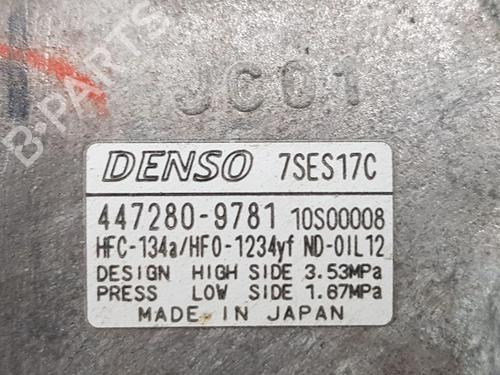 B-PARTS
JC01
DENSO 7SES17C
447280-9781 10S00008
HFC-134a/HFO-1234yf ND-OIL12
DESIGN HIGH SIDE 3.53MPa
PRESS LOW SIDE 1.67MPa
MADE IN JAPAN